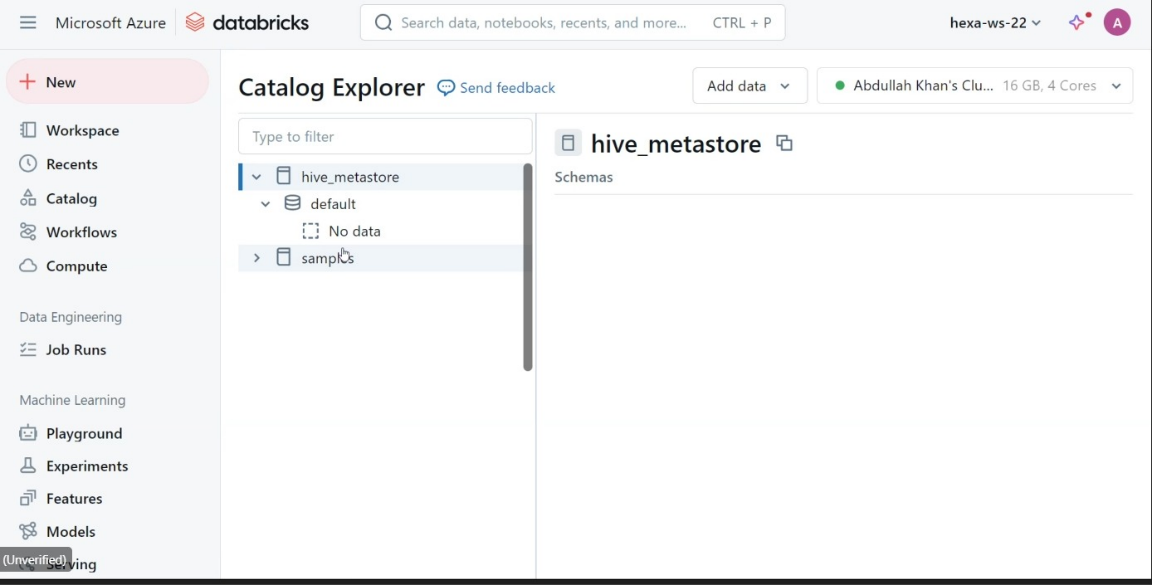 Microsoft Azure databricks Search data, notebooks, recents, and more... CTRL + P hexa-ws-22 A
New
Workspace
Recents
Catalog
Workflows
Compute
Data Engineering
Job Runs
Machine Learning
Playground
Experiments
Features
Models
Serving
(Unverified)
Catalog Explorer Send feedback Add data Abdullah Khan's Clu... 16 GB, 4 Cores
Type to filter
hive_metastore
default
No data
samples
hive_metastore
Schemas